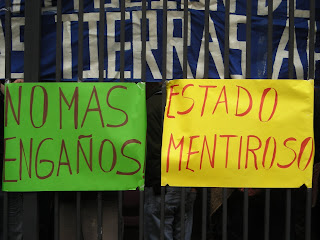 TIERRAS A
NO MAS
ENGAÑOS
ESTADO
MENTIROSO